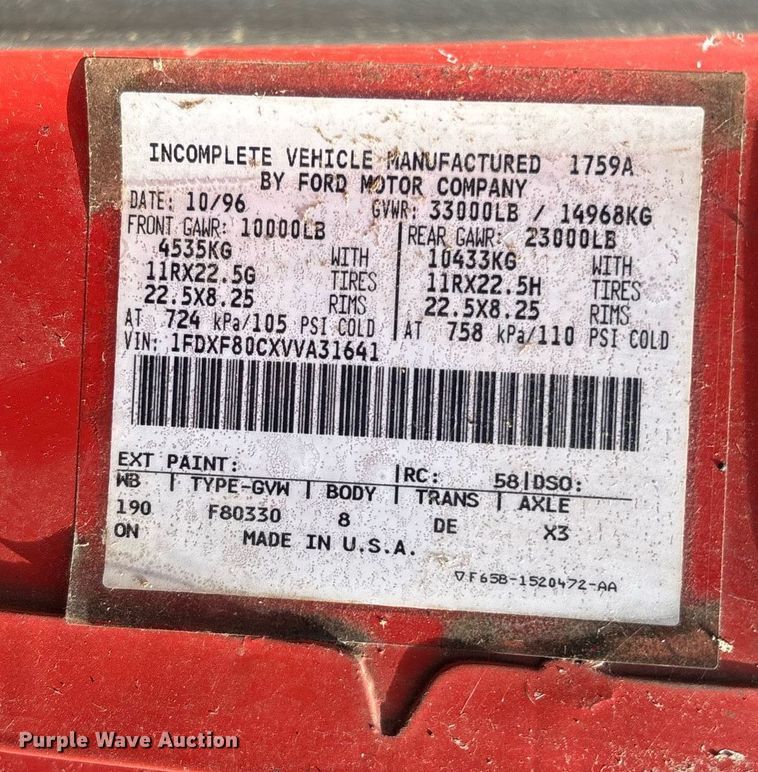 INCOMPLETE VEHICLE MANUFACTURED 1759A
BY FORD MOTOR COMPANY
DATE: 10/96 GVWR: 33000LB / 14968KG
FRONT GAWR: 10000LB REAR GAWR: 23000LB
4535KG WITH 10433KG WITH
11RX22.5G TIRES 11RX22.5H TIRES
22.5X8.25 RIMS 22.5X8.25 RIMS
AT 724 kPa/105 PSI COLD AT 758 kPa/110 PSI COLD
VIN: 1FDXF80CXVVA31641
EXT PAINT: RC: 58 DSO:
WB TYPE-GVW BODY TRANS AXLE
190 F80330 8 DE X3
ON MADE IN U.S.A.
▽F65B-1520472-AA
Purple Wave Auction